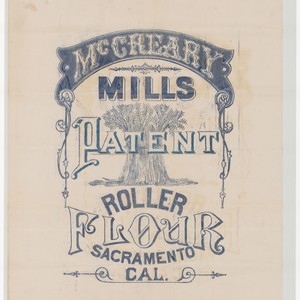 McCREARY
MILLS
PATENT
ROLLER
FLOUR
SACRAMENTO
CAL.